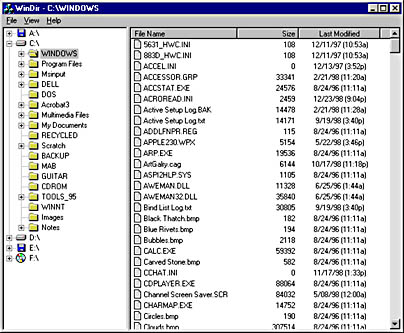 WinDir - C:\WINDOWS
File View Help
A:\
C:\
WINDOWS
Program Files
Msinput
DELL
DOS
Acrobat3
Multimedia Files
My Documents
RECYCLED
Scratch
BACKUP
MAB
GUITAR
CDROM
TOOLS_95
WINNT
Images
Notes
D:\
E:\
F:\
File Name Size Last Modified
5631_HWC.INI 108 12/11/97 (10:53a)
883D_HWC.INI 108 12/11/97 (10:53a)
ACCEL.INI 0 12/13/97 (3:52p)
ACCESSOR.GRP 33341 2/21/98 (11:20a)
ACCSTAT.EXE 24576 8/24/96 (11:11a)
ACROREAD.INI 2459 12/23/98 (9:04p)
Active Setup Log.BAK 14478 2/21/98 (11:28a)
Active Setup Log.txt 14171 9/19/98 (3:40p)
ADDLFNPR.REG 115 8/24/96 (11:11a)
APPLE230.WPX 5154 5/22/98 (3:46p)
ARP.EXE 19536 8/24/96 (11:11a)
ArtGalry.cag 6144 10/17/98 (11:18p)
ASPI2HLP.SYS 1105 8/24/96 (11:11a)
AWEMAN.DLL 11328 6/25/96 (1:44a)
AWEMAN32.DLL 35840 6/25/96 (1:44a)
Bind List Log.txt 30805 9/19/98 (3:40p)
Black Thatch.bmp 182 8/24/96 (11:11a)
Blue Rivets.bmp 194 8/24/96 (11:11a)
Bubbles.bmp 2118 8/24/96 (11:11a)
CALC.EXE 59392 8/24/96 (11:11a)
Carved Stone.bmp 582 8/24/96 (11:11a)
CCHAT.INI 0 11/17/98 (1:33p)
CDPLAYER.EXE 88064 8/24/96 (11:11a)
Channel Screen Saver.SCR 84032 5/08/98 (12:00a)
CHARMAP.EXE 14752 8/24/96 (11:11a)
Circles.bmp 190 8/24/96 (11:11a)
Clouds.bmp 307514 8/24/96 (11:11a)